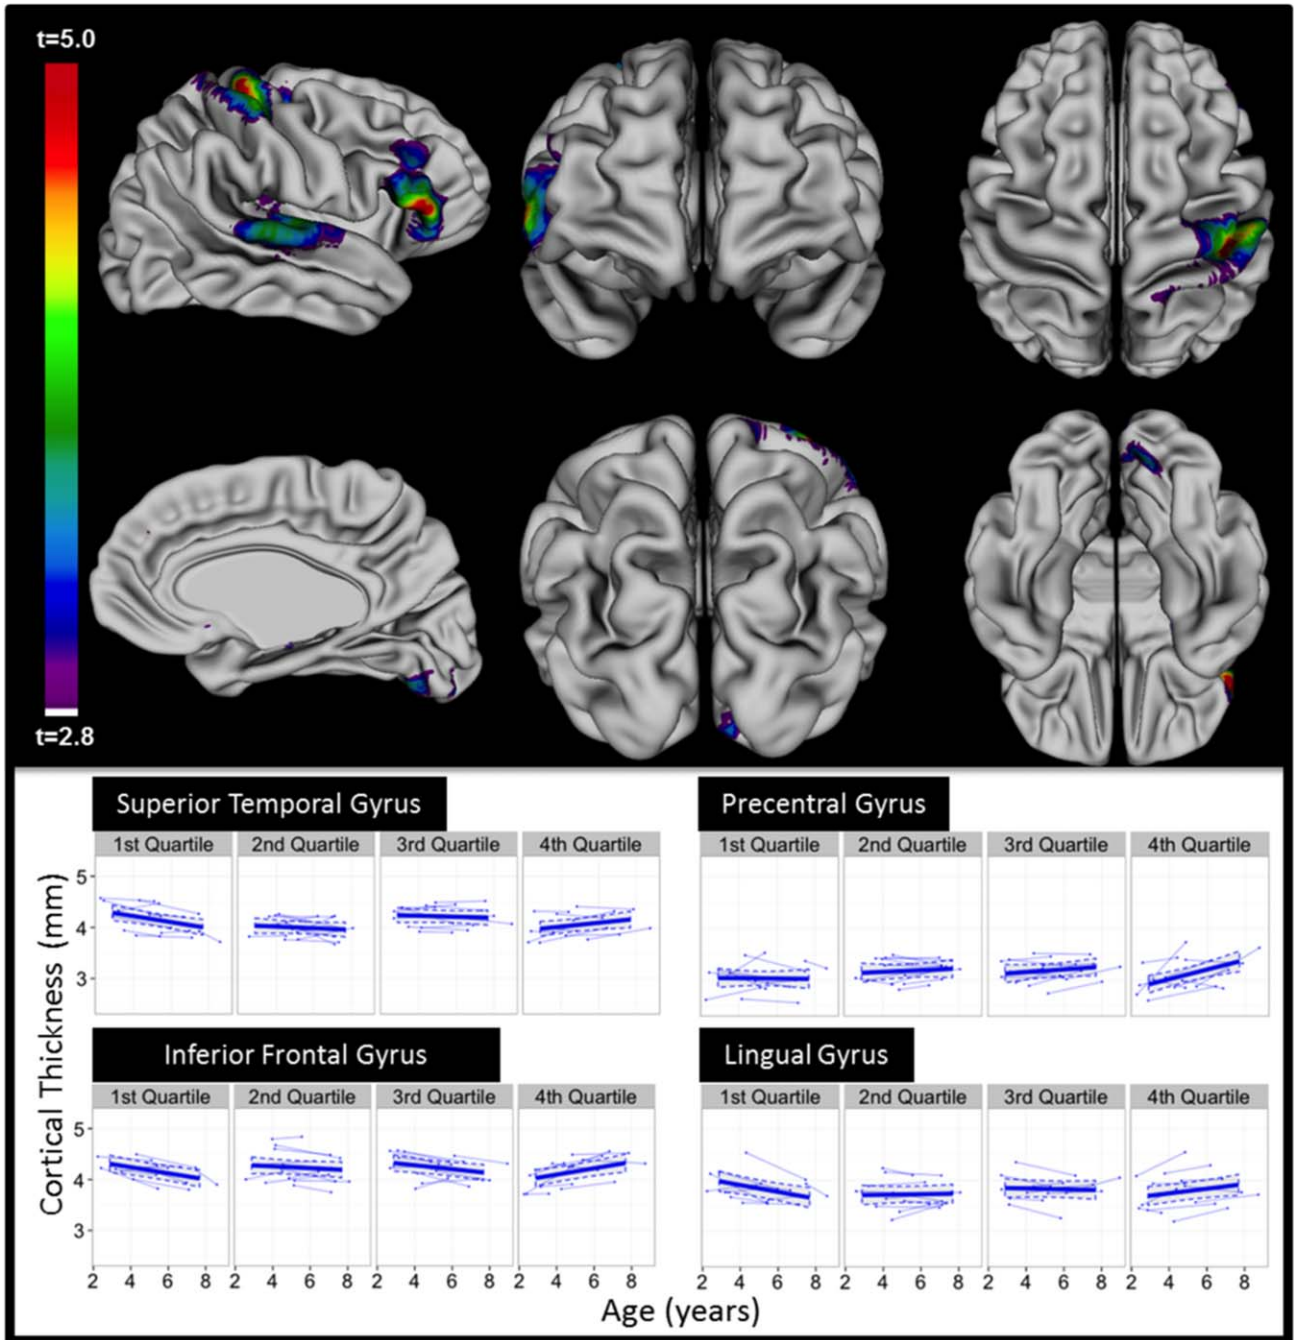 t=5.0
t=2.8
Superior Temporal Gyrus
Precentral Gyrus
1st Quartile 2nd Quartile 3rd Quartile 4th Quartile
1st Quartile 2nd Quartile 3rd Quartile 4th Quartile
5
4
3
Cortical Thickness (mm)
Inferior Frontal Gyrus
Lingual Gyrus
1st Quartile 2nd Quartile 3rd Quartile 4th Quartile
1st Quartile 2nd Quartile 3rd Quartile 4th Quartile
5
4
3
2 4 6 8 2 4 6 8 2 4 6 8 2 4 6 8
2 4 6 8 2 4 6 8 2 4 6 8 2 4 6 8
Age (years)